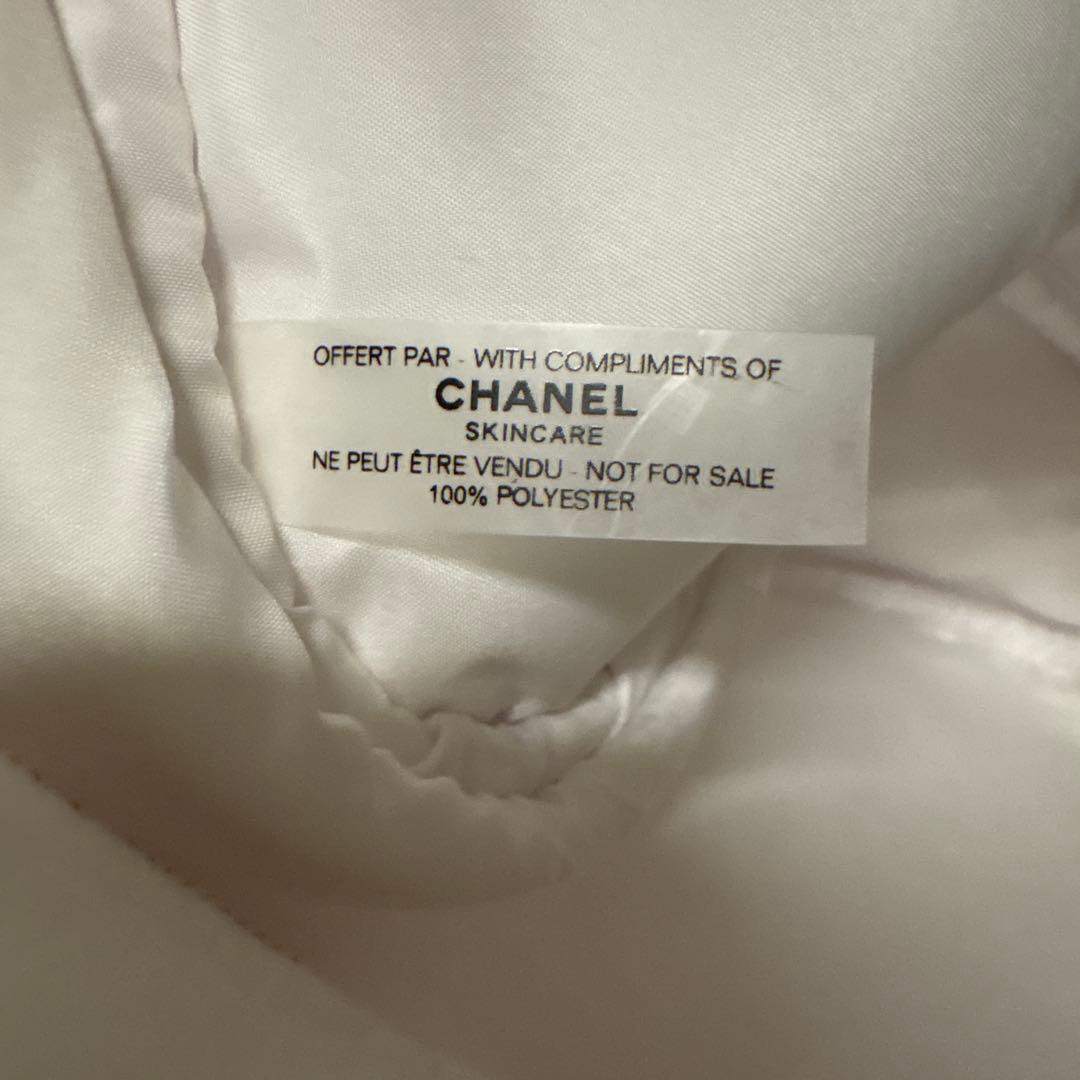 OFFERT PAR - WITH COMPLIMENTS OF
CHANEL
SKINCARE
NE PEUT ÊTRE VENDU - NOT FOR SALE
100% POLYESTER